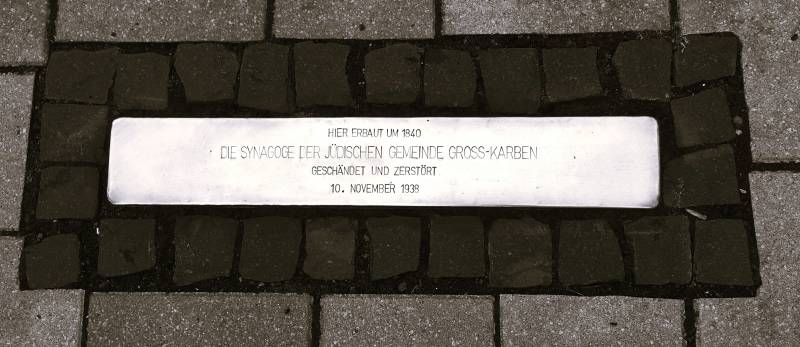 HIER ERBAUT UM 1840
DIE SYNAGOGE DER JÜDISCHEN GEMEINDE GROSS-KARBEN
GESCHÄNDET UND ZERSTÖRT
10. NOVEMBER 1938